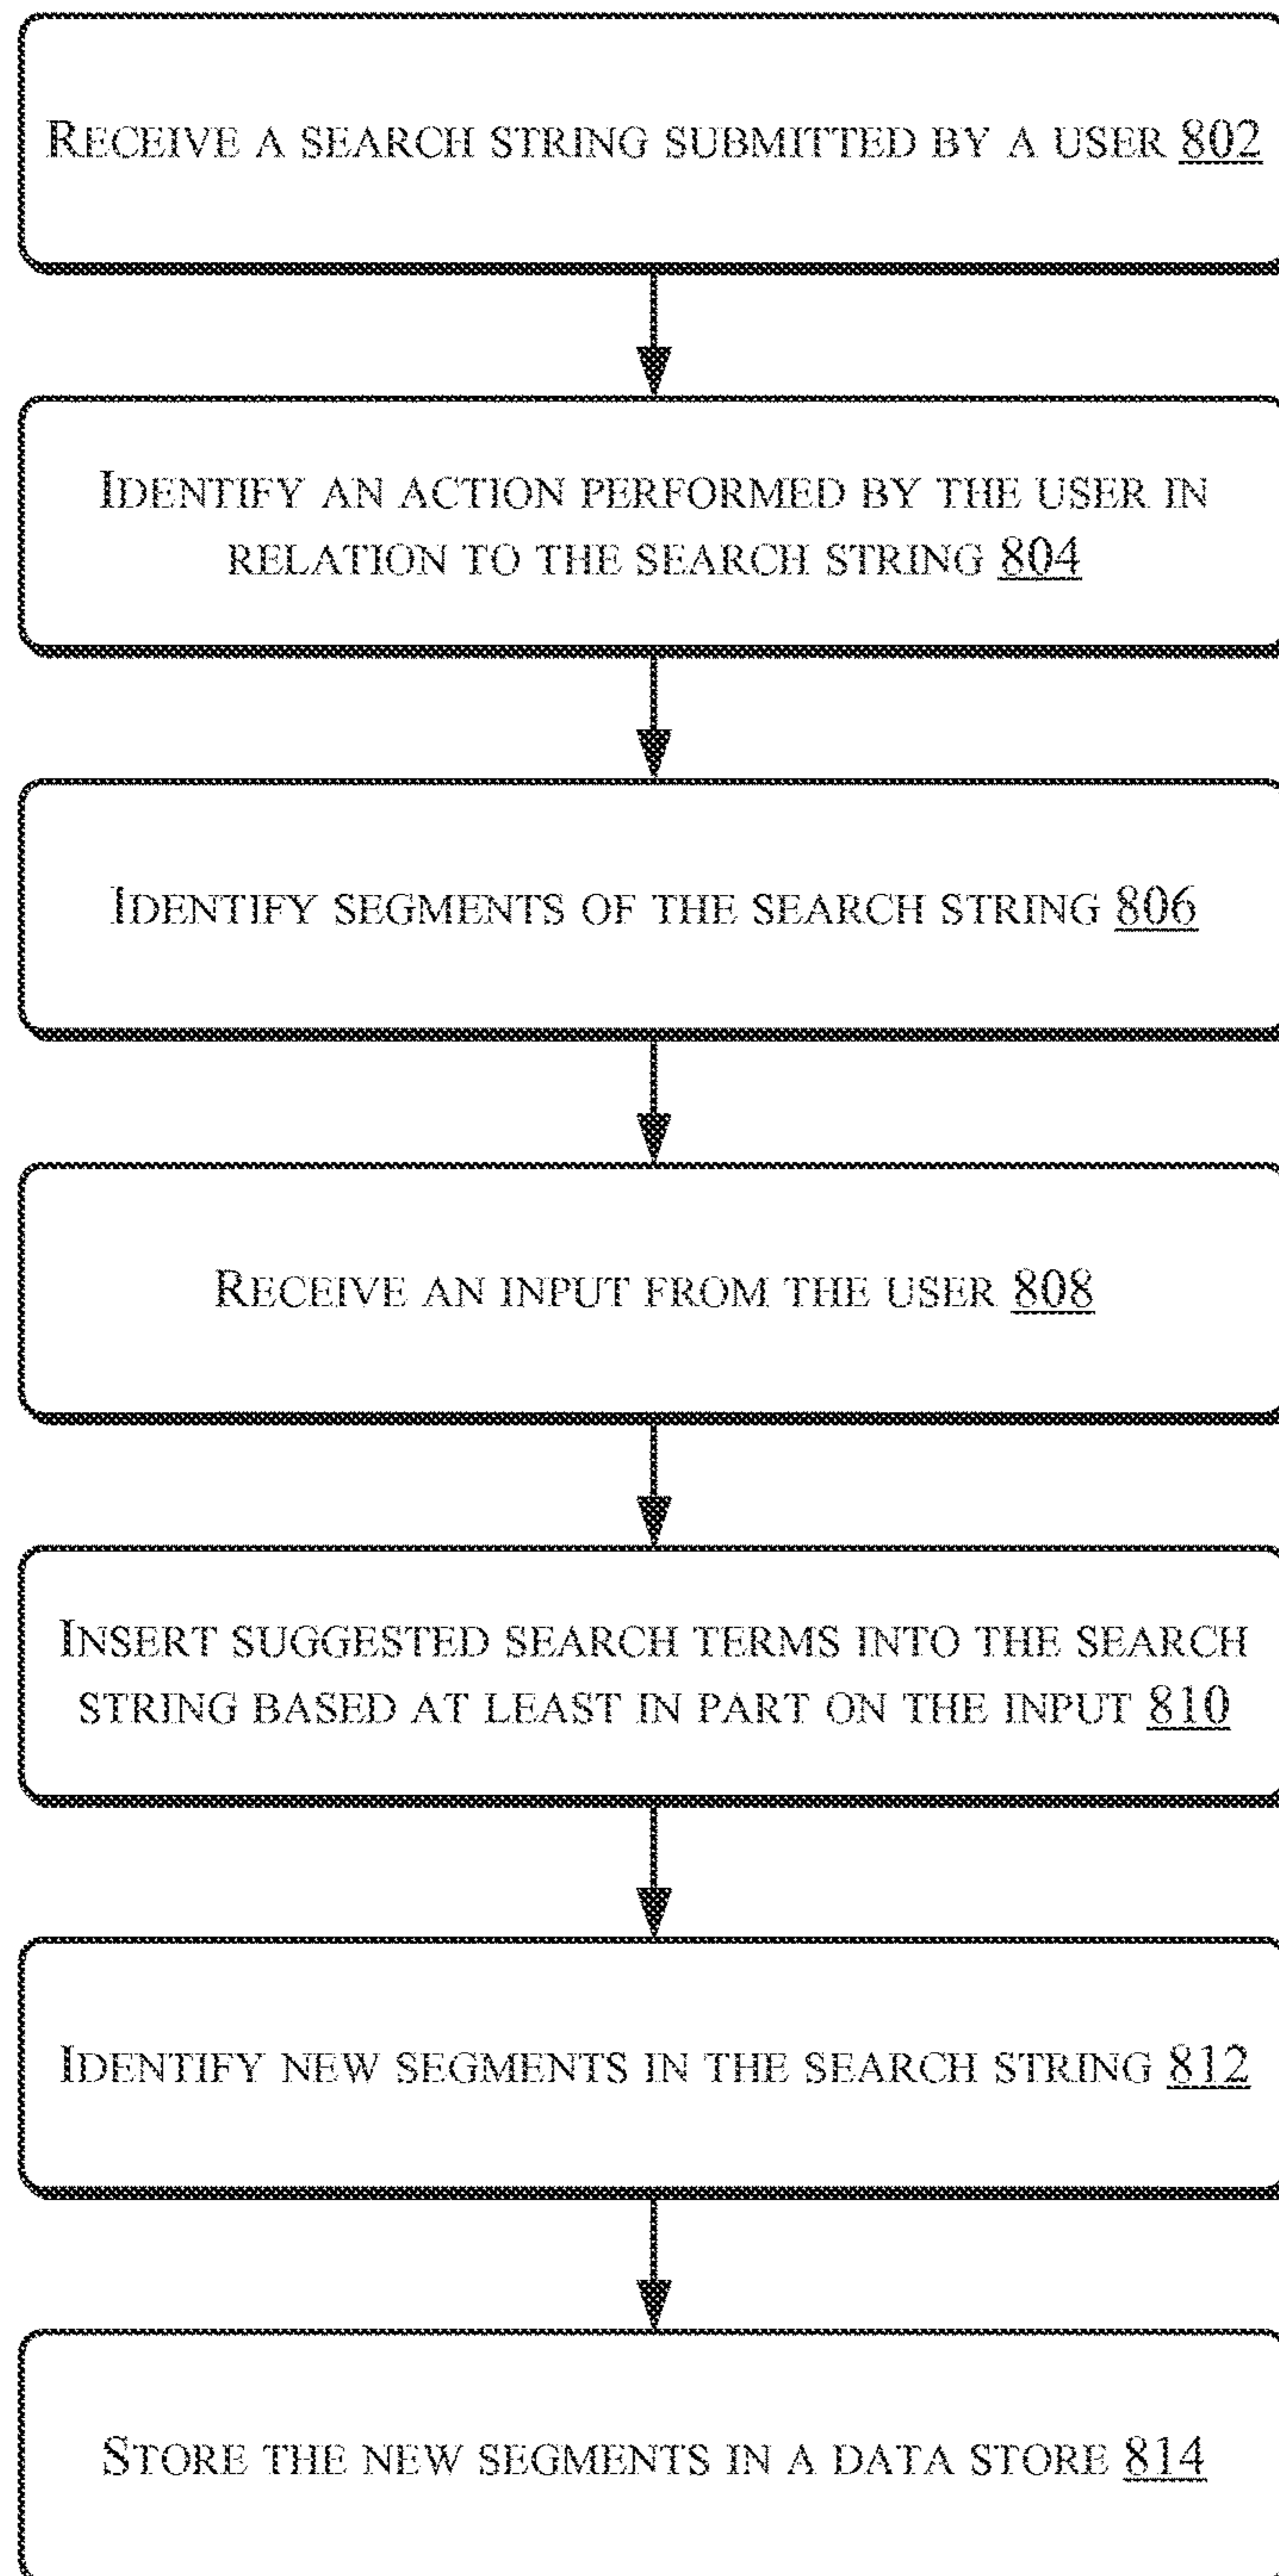 RECEIVE A SEARCH STRING SUBMITTED BY A USER 802
IDENTIFY AN ACTION PERFORMED BY THE USER IN
RELATION TO THE SEARCH STRING 804
IDENTIFY SEGMENTS OF THE SEARCH STRING 806
RECEIVE AN INPUT FROM THE USER 808
INSERT SUGGESTED SEARCH TERMS INTO THE SEARCH
STRING BASED AT LEAST IN PART ON THE INPUT 810
IDENTIFY NEW SEGMENTS IN THE SEARCH STRING 812
STORE THE NEW SEGMENTS IN A DATA STORE 814